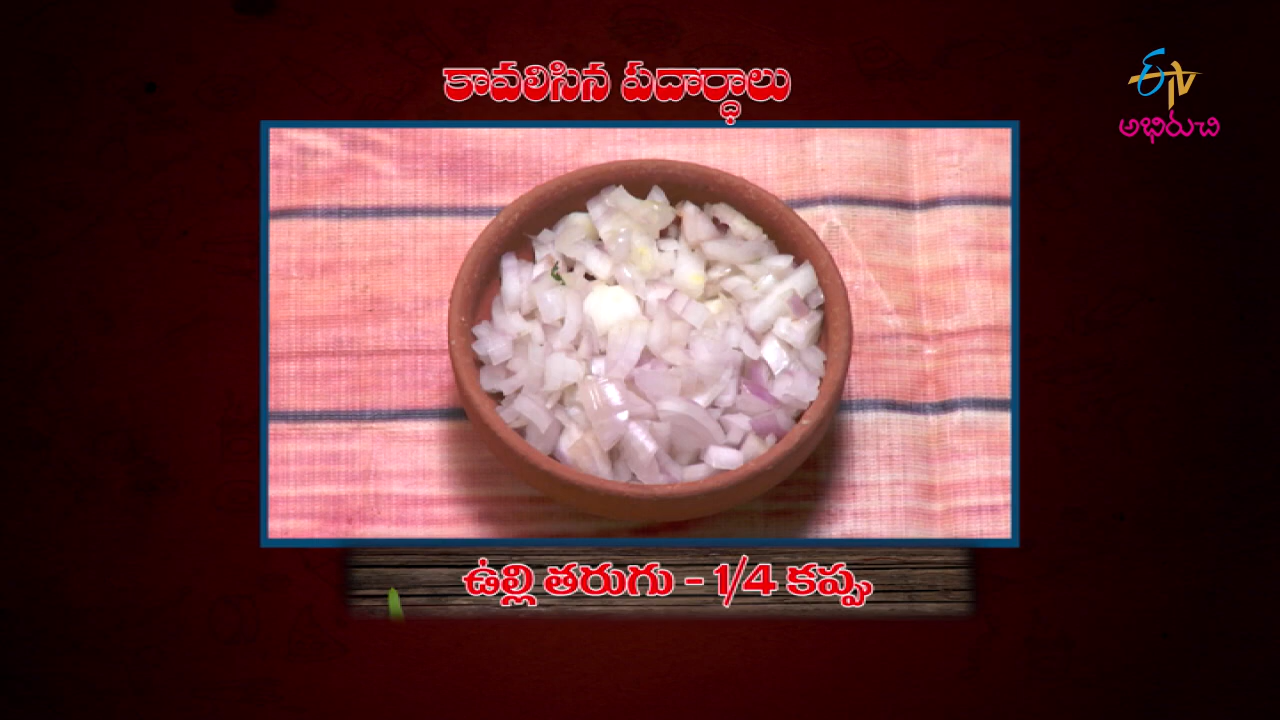 కావలిసిన పదార్ధాలు
ETV
అభిరుచి
ఉల్లి తరుగు - 1/4 కప్పు